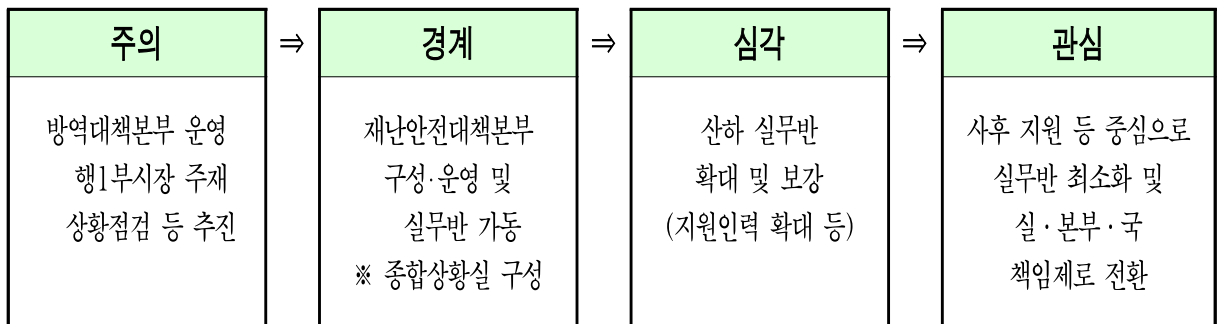 주의 ⇒ 경계 ⇒ 심각 ⇒ 관심
방역대책본부 운영
행1부시장 주재
상황점검 등 추진
재난안전대책본부
구성·운영 및
실무반 가동
※ 종합상황실 구성
산하 실무반
확대 및 보강
(지원인력 확대 등)
사후 지원 등 중심으로
실무반 최소화 및
실·본부·국
책임제로 전환